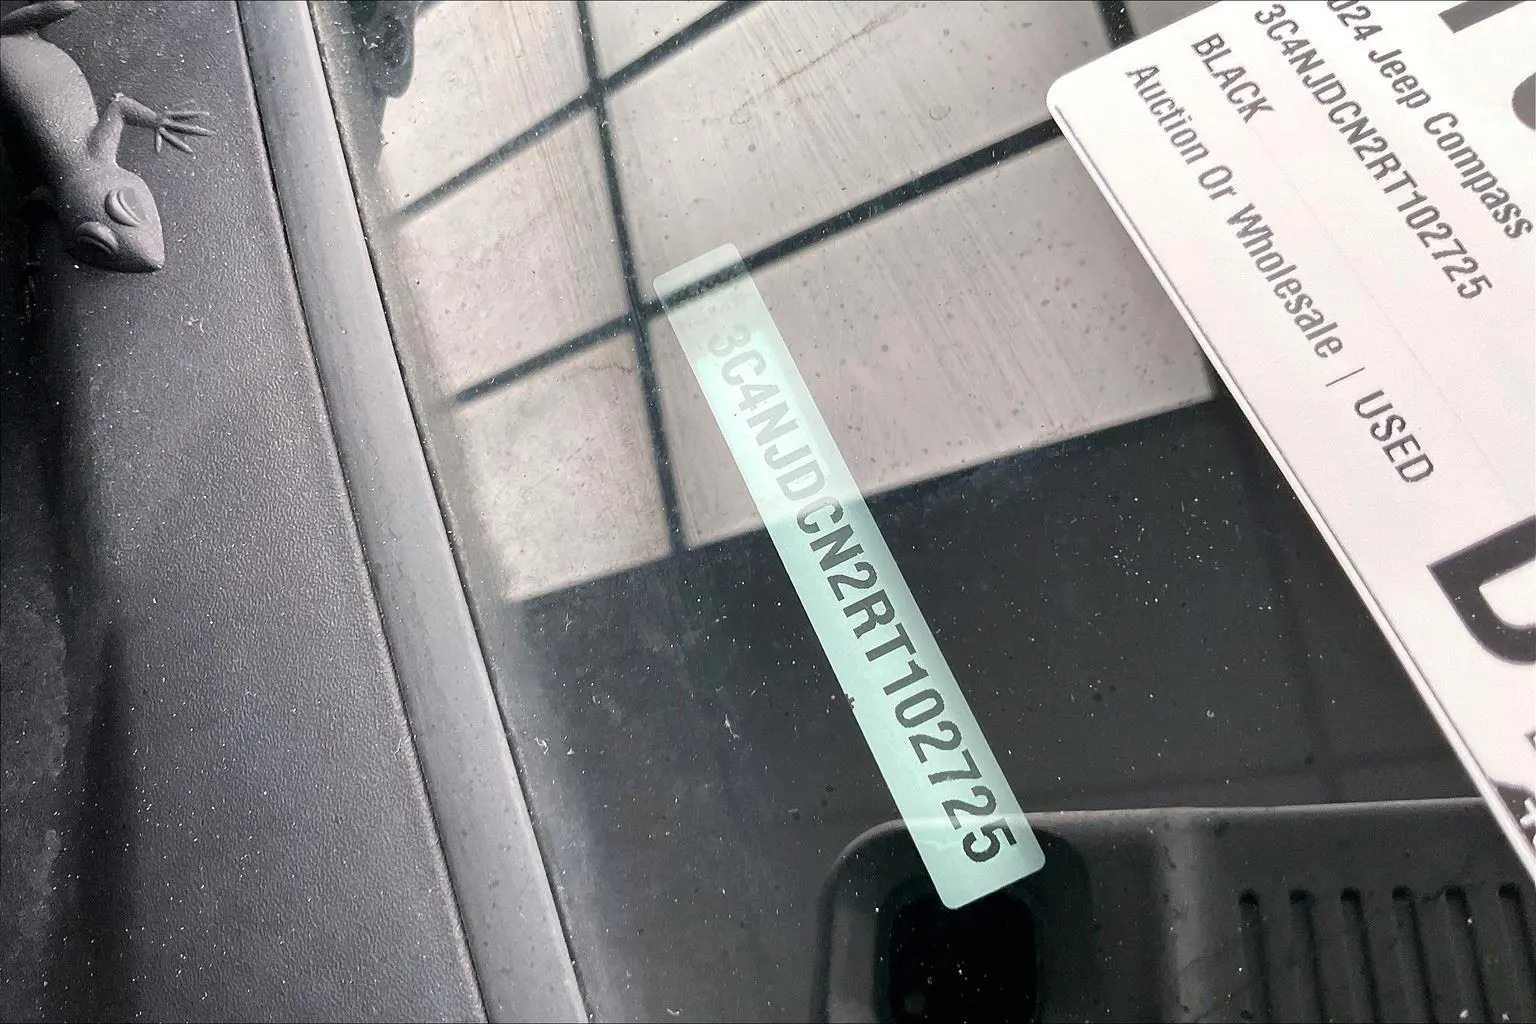 024 Jeep Compass
3C4NJDCN2RT102725
BLACK
Auction Or Wholesale | USED
3C4NJDCN2RT102725